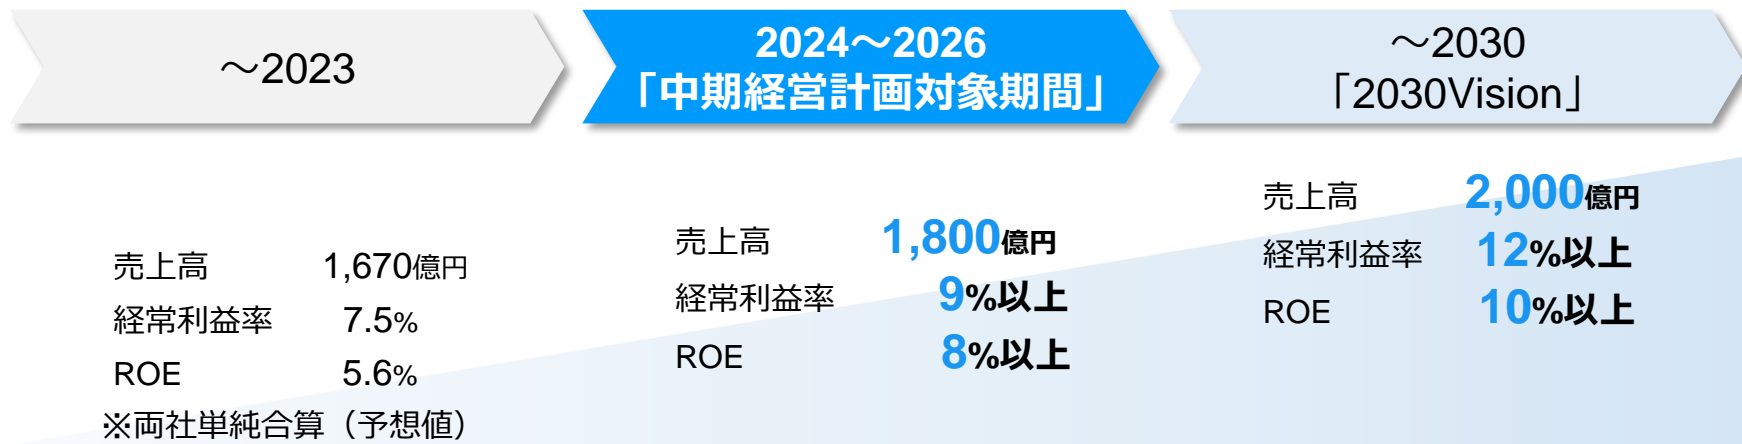 ～2023
2024～2026
「中期経営計画対象期間」
～2030
「2030Vision」
売上高 1,670億円
経常利益率 7.5%
ROE 5.6%
※両社単純合算（予想値）
売上高 1,800億円
経常利益率 9%以上
ROE 8%以上
売上高 2,000億円
経常利益率 12%以上
ROE 10%以上